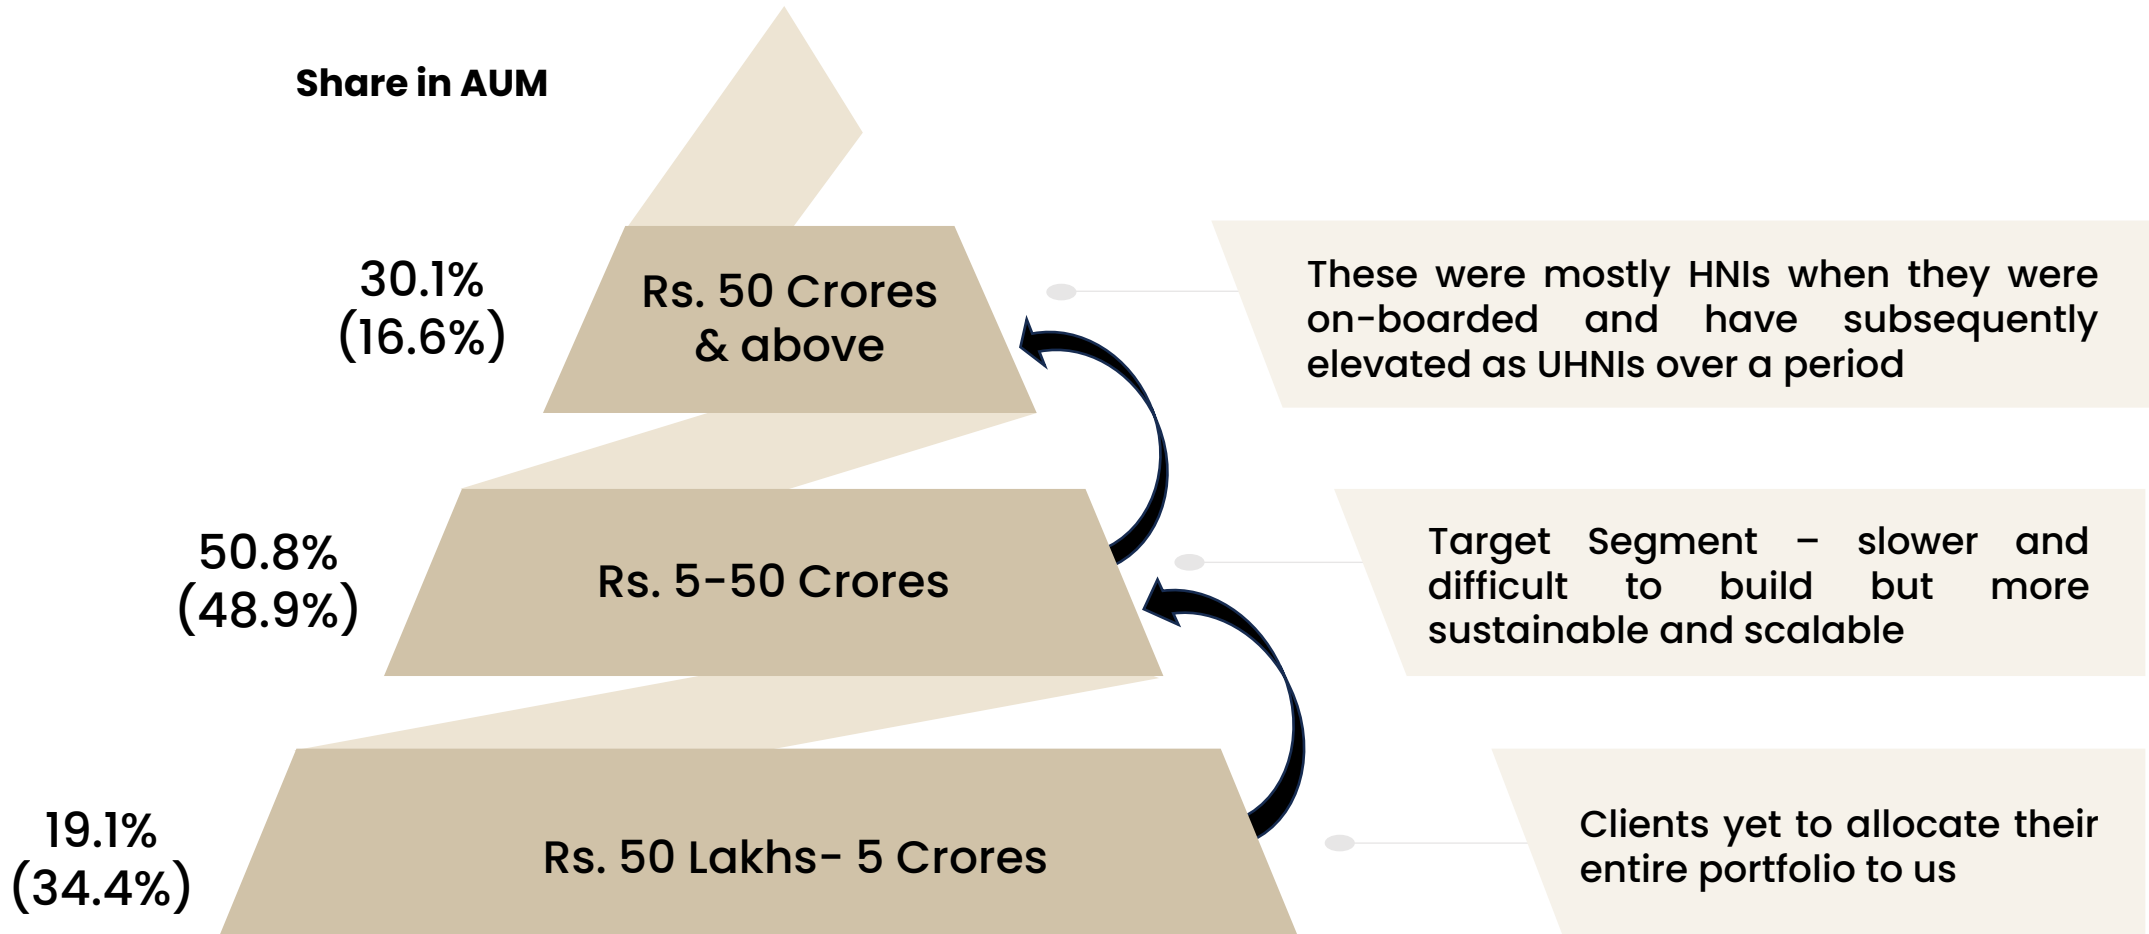 Share in AUM
30.1%
(16.6%)
Rs. 50 Crores
& above
These were mostly HNIs when they were
on-boarded and have subsequently
elevated as UHNIs over a period
50.8%
(48.9%)
Rs. 5-50 Crores
Target Segment – slower and
difficult to build but more
sustainable and scalable
19.1%
(34.4%)
Rs. 50 Lakhs- 5 Crores
Clients yet to allocate their
entire portfolio to us